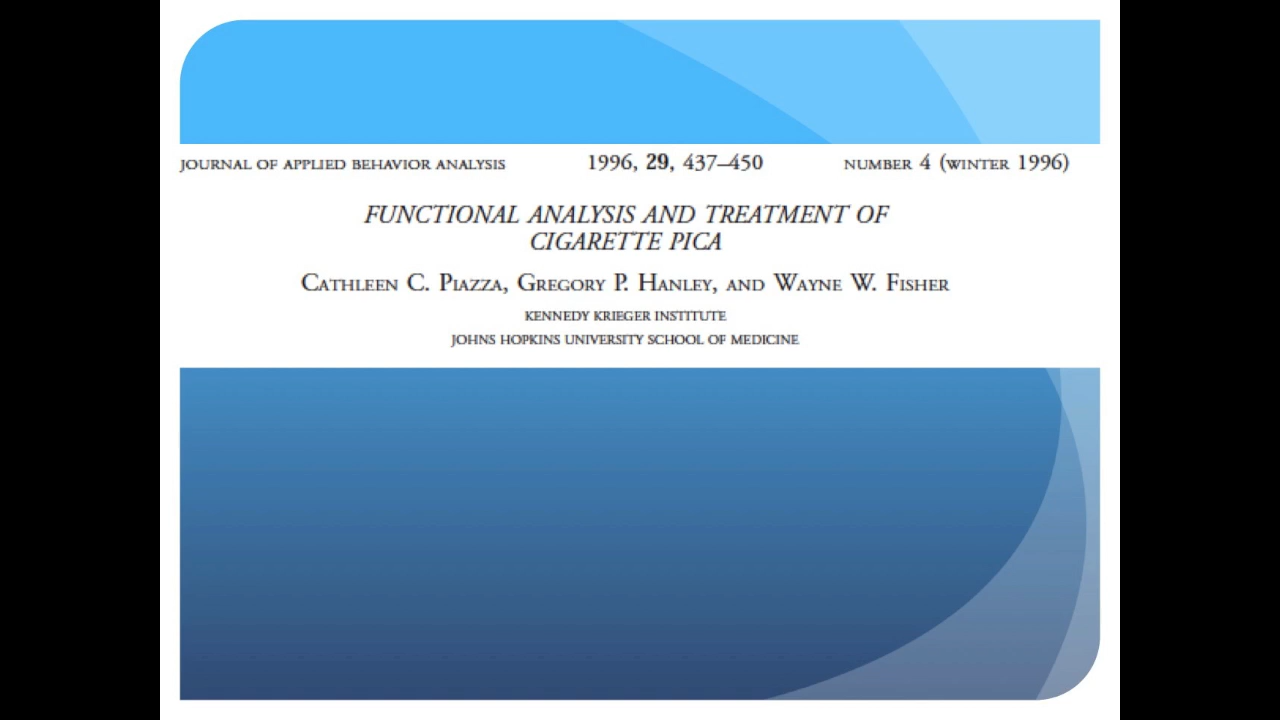 JOURNAL OF APPLIED BEHAVIOR ANALYSIS 1996, 29, 437–450 NUMBER 4 (WINTER 1996)
FUNCTIONAL ANALYSIS AND TREATMENT OF
CIGARETTE PICA
CATHLEEN C. PIAZZA, GREGORY P. HANLEY, AND WAYNE W. FISHER
KENNEDY KRIEGER INSTITUTE
JOHNS HOPKINS UNIVERSITY SCHOOL OF MEDICINE